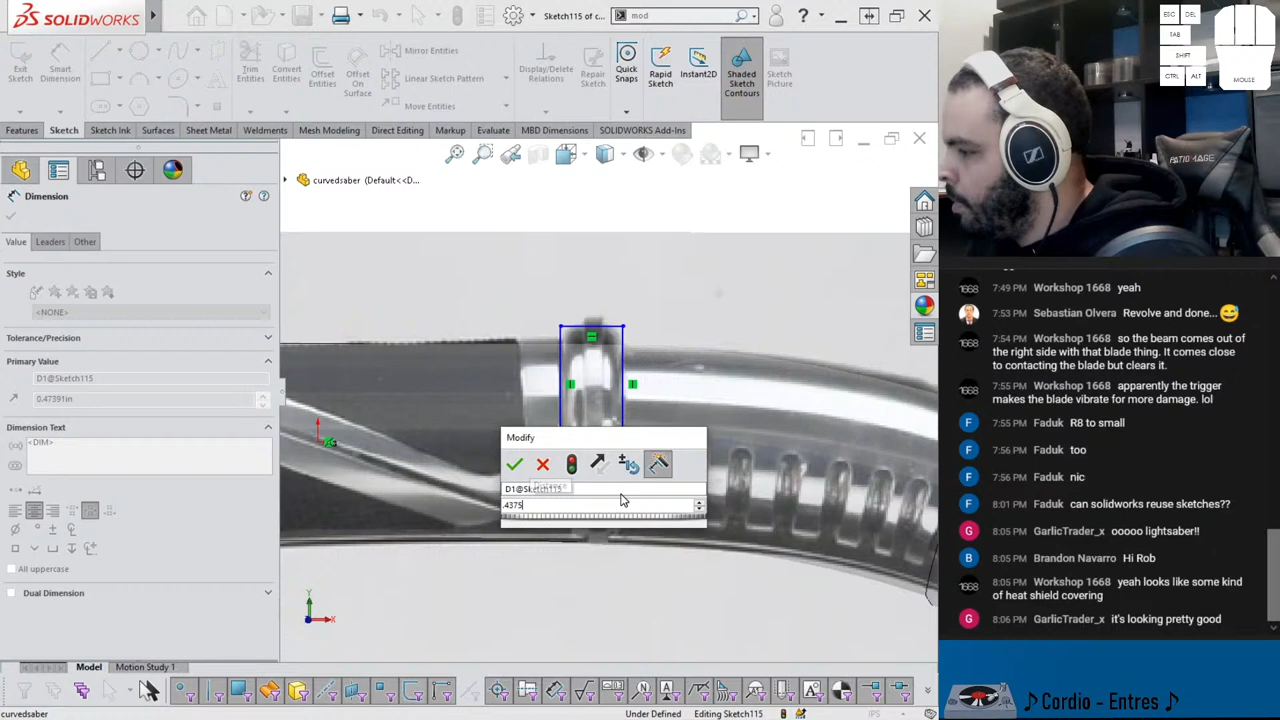 SOLIDWORKS
Sketch115 of c...
mod
Exit Sketch
Smart Dimension
Trim Entities
Convert Entities
Offset Entities
Offset On Surface
Mirror Entities
Linear Sketch Pattern
Move Entities
Display/Delete Relations
Repair Sketch
Quick Snaps
Rapid Sketch
Instant2D
Shaded Sketch Contours
Sketch Picture
Features
Sketch
Sketch Ink
Surfaces
Sheet Metal
Weldments
Mesh Modeling
Direct Editing
Markup
Evaluate
MBD Dimensions
SOLIDWORKS Add-Ins
Dimension
Value
Leaders
Other
Style
<NONE>
Tolerance/Precision
Primary Value
D1@Sketch115
0.47391in
Dimension Text
<DIM>
All uppercase
Dual Dimension
curvedsaber (Default<<D...
Modify
D1@Sketch115
.4375
Y
X
Model
Motion Study 1
Under Defined
Editing Sketch115
IPS
ESC
DEL
TAB
SHIFT
CTRL
ALT
MOUSE
PATIO MAGE
7:49 PM Workshop 1668 yeah
7:53 PM Sebastian Olvera Revolve and done...😅
7:54 PM Workshop 1668 so the beam comes out of
the right side with that blade thing. It comes close
to contacting the blade but clears it.
7:55 PM Workshop 1668 apparently the trigger
makes the blade vibrate for more damage. lol
7:55 PM Faduk R8 to small
7:56 PM Faduk too
7:56 PM Faduk nic
8:01 PM Faduk can solidworks reuse sketches??
8:05 PM GarlicTrader_x ooooo lightsaber!!
8:05 PM Brandon Navarro Hi Rob
8:05 PM Workshop 1668 yeah looks like some kind
of heat shield covering
8:06 PM GarlicTrader_x it's looking pretty good
♪ Cordio - Entres ♪